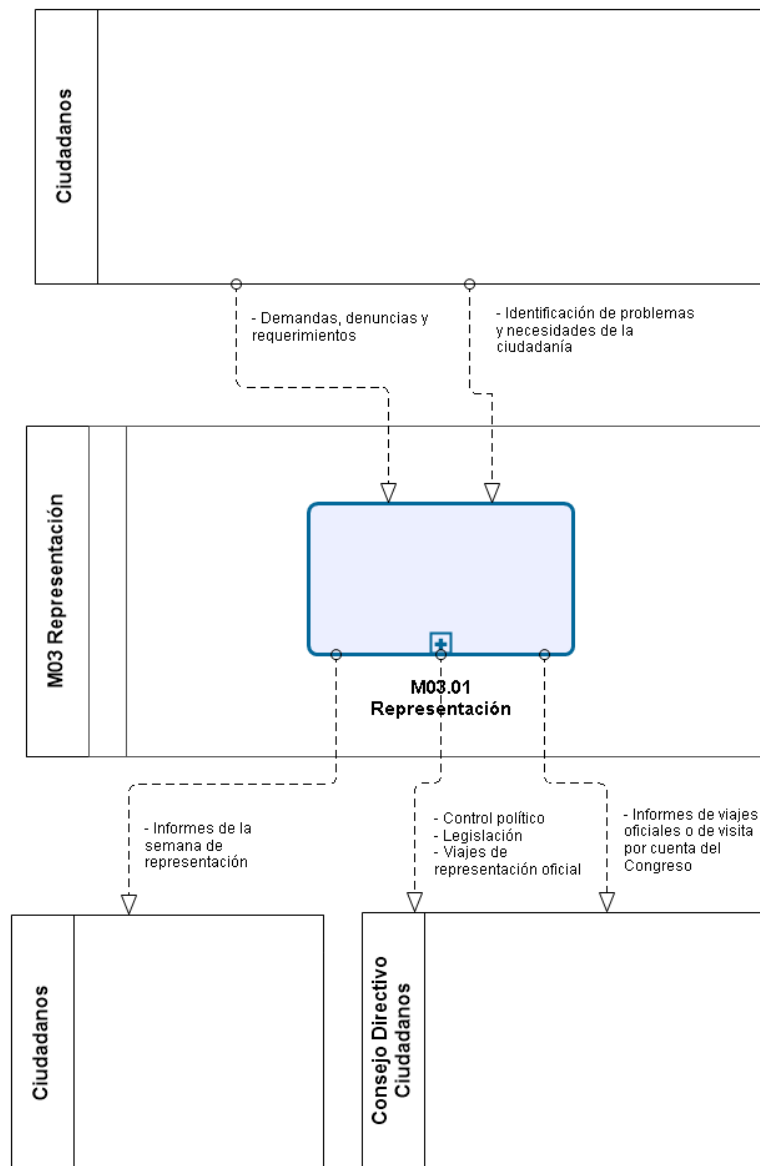 Ciudadanos
- Demandas, denuncias y
requerimientos
- Identificación de problemas
y necesidades de la
ciudadanía
M03 Representación
M03.01
Representación
- Informes de la
semana de
representación
- Control político
- Legislación
- Viajes de
representación oficial
- Informes de viajes
oficiales o de visita
por cuenta del
Congreso
Ciudadanos
Consejo Directivo
Ciudadanos